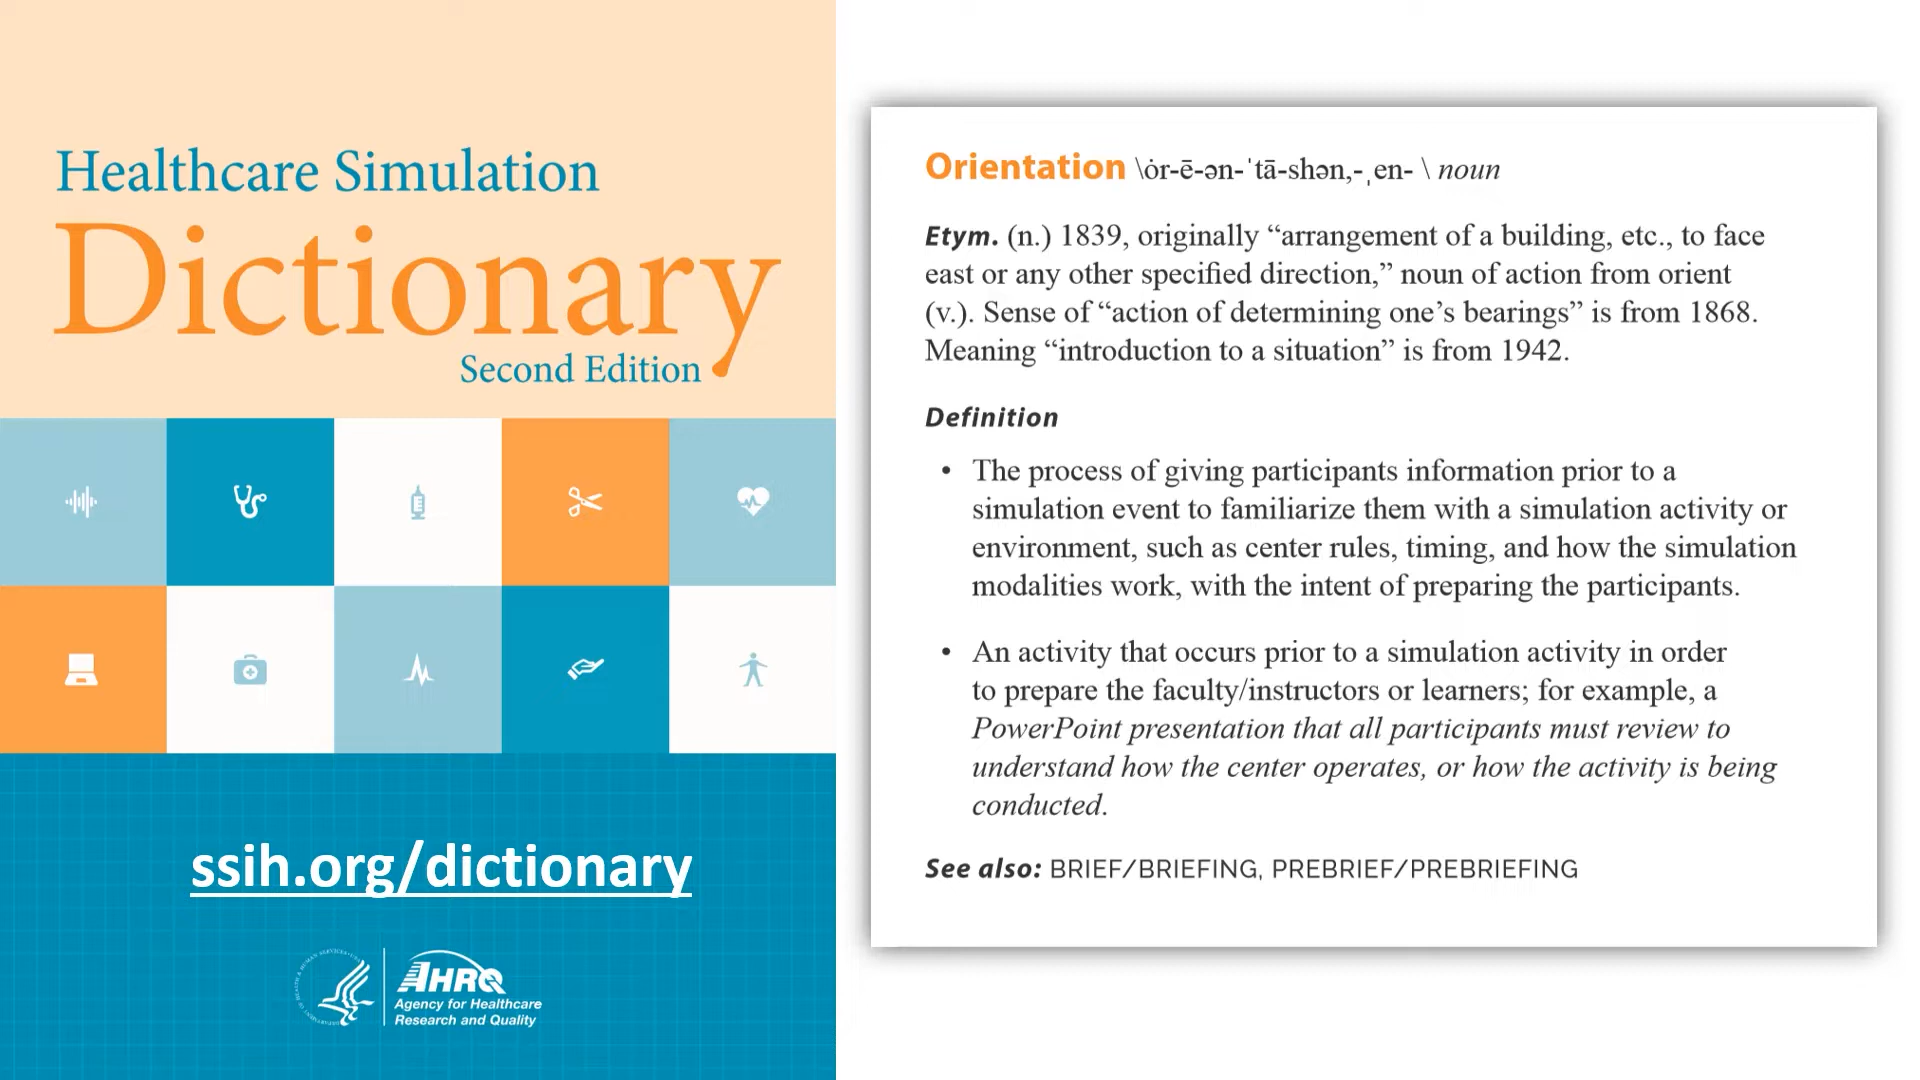 Healthcare Simulation
Dictionary
Second Edition
ssih.org/dictionary
AHRQ
Agency for Healthcare
Research and Quality
Orientation \ȯr-ē-ən-ˈtā-shən,-ˌen- \ noun
Etym. (n.) 1839, originally “arrangement of a building, etc., to face
east or any other specified direction,” noun of action from orient
(v.). Sense of “action of determining one’s bearings” is from 1868.
Meaning “introduction to a situation” is from 1942.
Definition
• The process of giving participants information prior to a
simulation event to familiarize them with a simulation activity or
environment, such as center rules, timing, and how the simulation
modalities work, with the intent of preparing the participants.
• An activity that occurs prior to a simulation activity in order
to prepare the faculty/instructors or learners; for example, a
PowerPoint presentation that all participants must review to
understand how the center operates, or how the activity is being
conducted.
See also: BRIEF/BRIEFING, PREBRIEF/PREBRIEFING